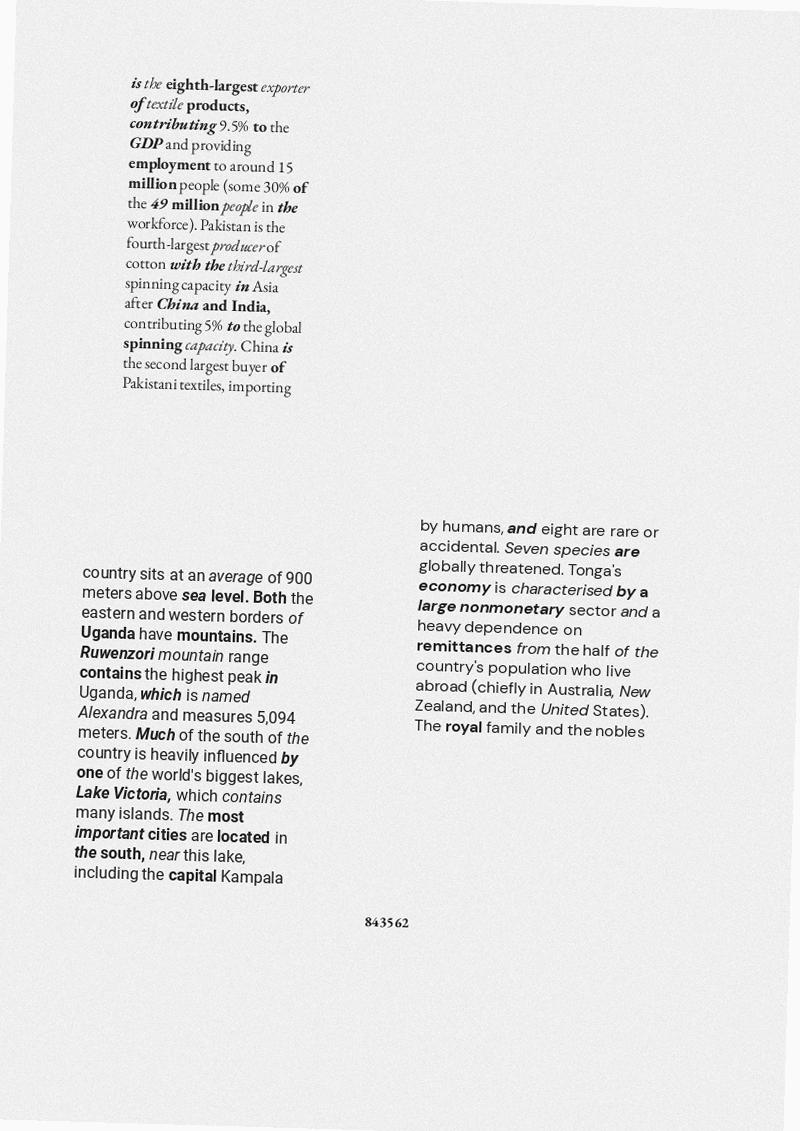 is the eighth-largest exporter
of textile products,
contributing 9.5% to the
GDP and providing
employment to around 15
million people (some 30% of
the 49 million people in the
workforce). Pakistan is the
fourth-largest producer of
cotton with the third-largest
spinning capacity in Asia
after China and India,
contributing 5% to the global
spinning capacity. China is
the second largest buyer of
Pakistani textiles, importing
country sits at an average of 900
meters above sea level. Both the
eastern and western borders of
Uganda have mountains. The
Ruwenzori mountain range
contains the highest peak in
Uganda, which is named
Alexandra and measures 5,094
meters. Much of the south of the
country is heavily influenced by
one of the world's biggest lakes,
Lake Victoria, which contains
many islands. The most
important cities are located in
the south, near this lake,
including the capital Kampala
by humans, and eight are rare or
accidental. Seven species are
globally threatened. Tonga's
economy is characterised by a
large nonmonetary sector and a
heavy dependence on
remittances from the half of the
country's population who live
abroad (chiefly in Australia, New
Zealand, and the United States).
The royal family and the nobles
843562